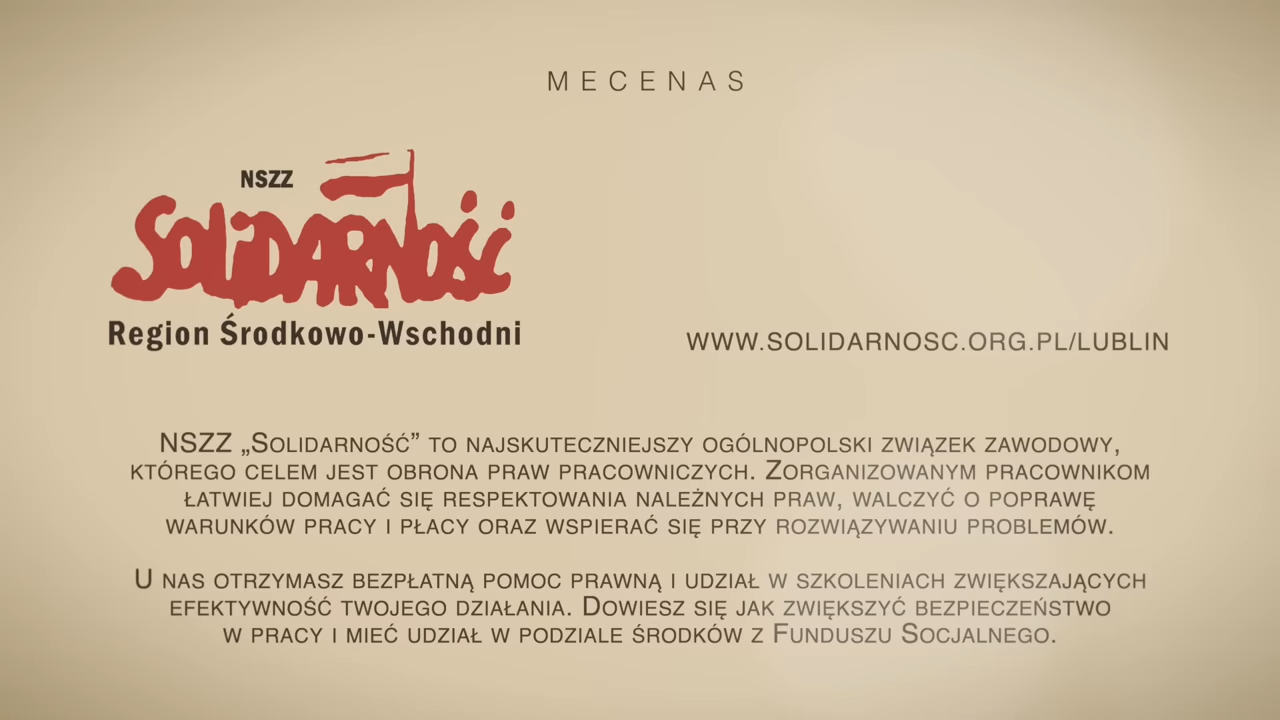 MECENAS
NSZZ
SOLIDARNOŚĆ
Region Środkowo-Wschodni
WWW.SOLIDARNOSC.ORG.PL/LUBLIN
NSZZ „Solidarność” to najskuteczniejszy ogólnopolski związek zawodowy,
którego celem jest obrona praw pracowniczych. Zorganizowanym pracownikom
łatwiej domagać się respektowania należnych praw, walczyć o poprawę
warunków pracy i płacy oraz wspierać się przy rozwiązywaniu problemów.
U nas otrzymasz bezpłatną pomoc prawną i udział w szkoleniach zwiększających
efektywność twojego działania. Dowiesz się jak zwiększyć bezpieczeństwo
w pracy i mieć udział w podziale środków z Funduszu Socjalnego.